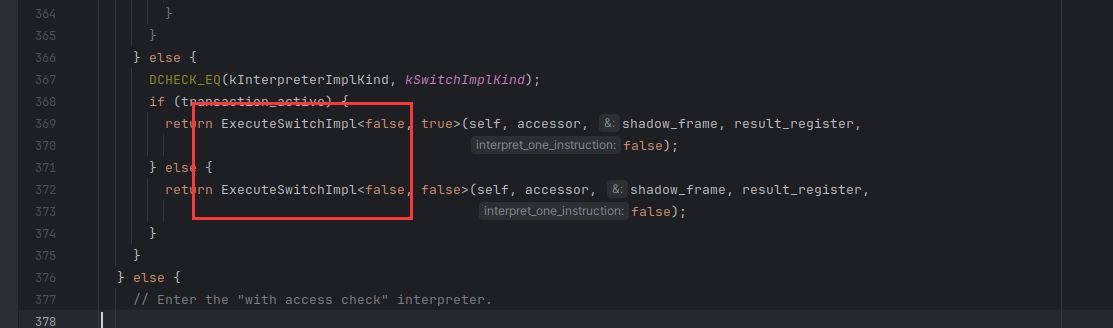 364 }
365 }
366 } else {
367 DCHECK_EQ(kInterpreterImplKind, kSwitchImplKind);
368 if (transaction_active) {
369 return ExecuteSwitchImpl<false, true>(self, accessor, &: shadow_frame, result_register,
370 interpret_one_instruction: false);
371 } else {
372 return ExecuteSwitchImpl<false, false>(self, accessor, &: shadow_frame, result_register,
373 interpret_one_instruction: false);
374 }
375 }
376 } else {
377 // Enter the "with access check" interpreter.
378